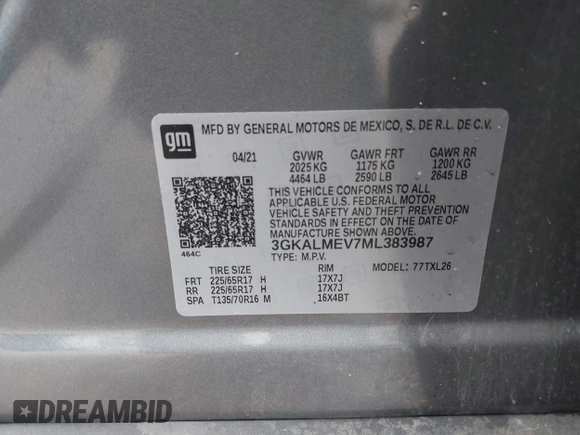 gm
MFD BY GENERAL MOTORS DE MEXICO, S. DE R.L. DE C.V.
04/21 GVWR GAWR FRT GAWR RR
2025 KG 1175 KG 1200 KG
4464 LB 2590 LB 2645 LB
THIS VEHICLE CONFORMS TO ALL
APPLICABLE U.S. FEDERAL MOTOR
VEHICLE SAFETY AND THEFT PREVENTION
STANDARDS IN EFFECT ON THE DATE OF
MANUFACTURE SHOWN ABOVE.
464C 3GKALMEV7ML383987
TYPE: M.P.V.
TIRE SIZE RIM MODEL: 77TXL26
FRT 225/65R17 H 17X7J
RR 225/65R17 H 17X7J
SPA T135/70R16 M 16X4BT
DREAMBID